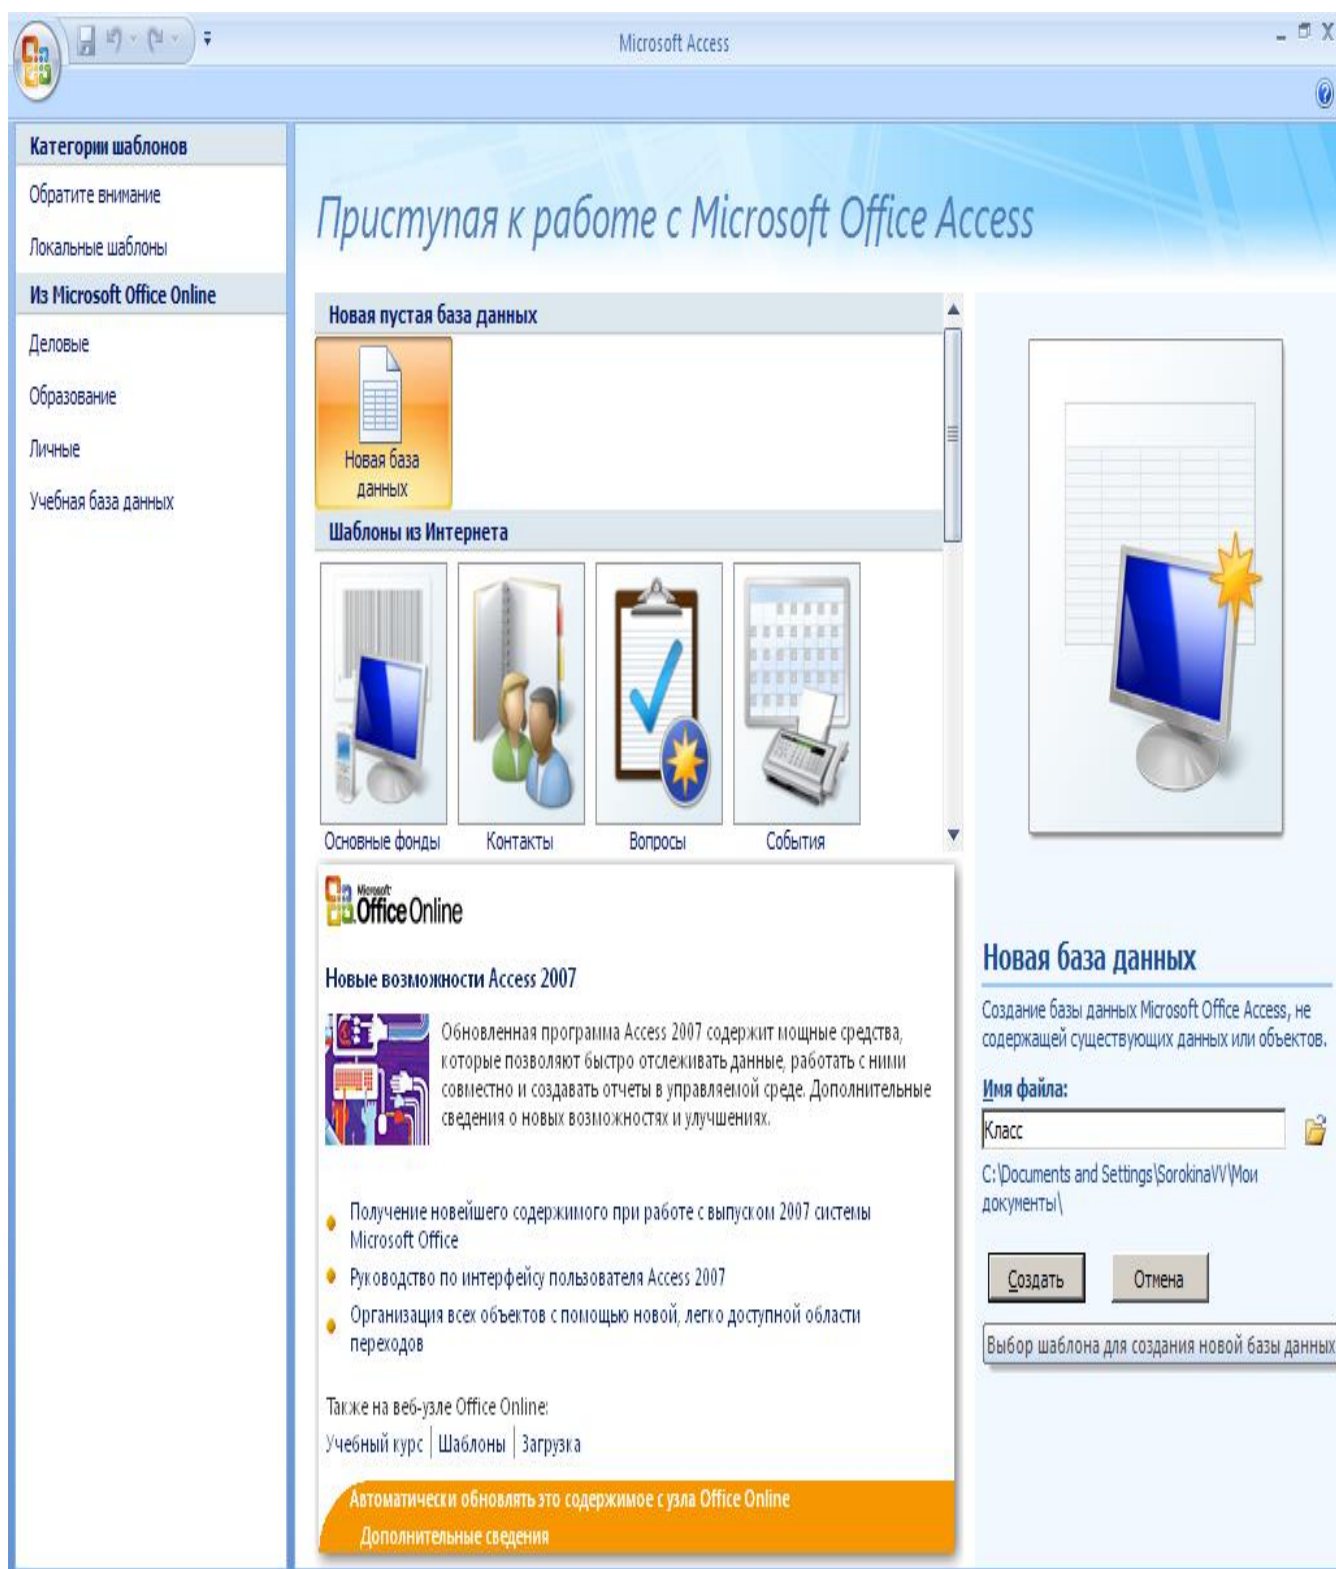 Microsoft Access
Категории шаблонов
Обратите внимание
Локальные шаблоны
Из Microsoft Office Online
Деловые
Образование
Личные
Учебная база данных
Приступая к работе с Microsoft Office Access
Новая пустая база данных
Новая база
данных
Шаблоны из Интернета
Основные фонды
Контакты
Вопросы
События
Microsoft
Office Online
Новые возможности Access 2007
Обновленная программа Access 2007 содержит мощные средства,
которые позволяют быстро отслеживать данные, работать с ними
совместно и создавать отчеты в управляемой среде. Дополнительные
сведения о новых возможностях и улучшениях.
Получение новейшего содержимого при работе с выпуском 2007 системы
Microsoft Office
Руководство по интерфейсу пользователя Access 2007
Организация всех объектов с помощью новой, легко доступной области
переходов
Также на веб-узле Office Online:
Учебный курс | Шаблоны | Загрузка
Автоматически обновлять это содержимое с узла Office Online
Дополнительные сведения
Новая база данных
Создание базы данных Microsoft Office Access, не
содержащей существующих данных или объектов.
Имя файла:
Класс
C:\Documents and Settings\SorokinaVV\Мои
документы\
Создать
Отмена
Выбор шаблона для создания новой базы данных